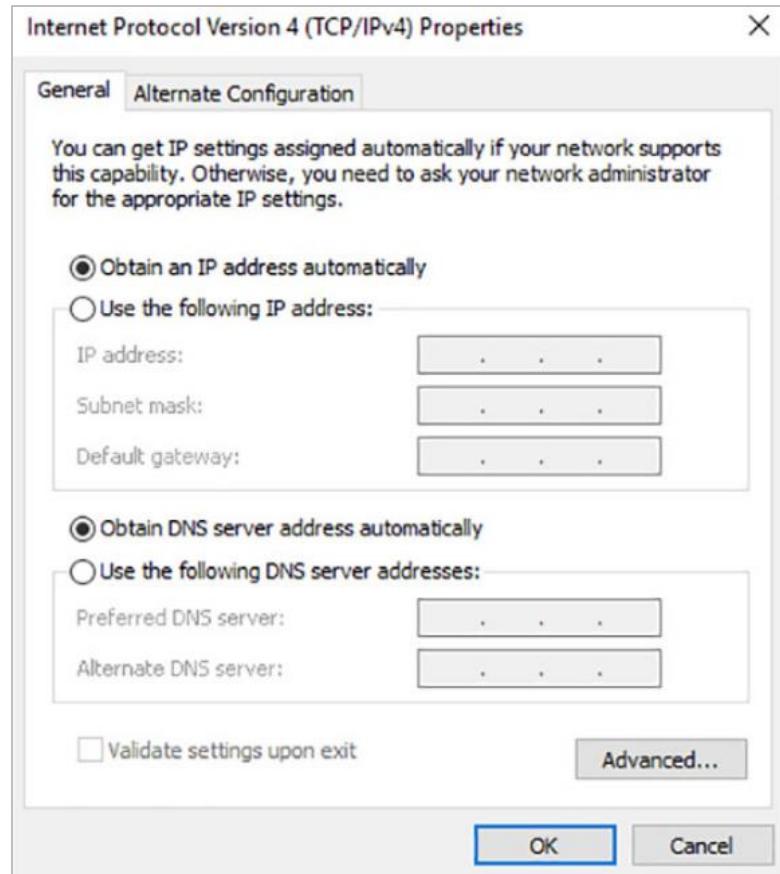 Internet Protocol Version 4 (TCP/IPv4) Properties
General
Alternate Configuration
You can get IP settings assigned automatically if your network supports
this capability. Otherwise, you need to ask your network administrator
for the appropriate IP settings.
Obtain an IP address automatically
Use the following IP address:
IP address:
Subnet mask:
Default gateway:
Obtain DNS server address automatically
Use the following DNS server addresses:
Preferred DNS server:
Alternate DNS server:
Validate settings upon exit
Advanced...
OK
Cancel